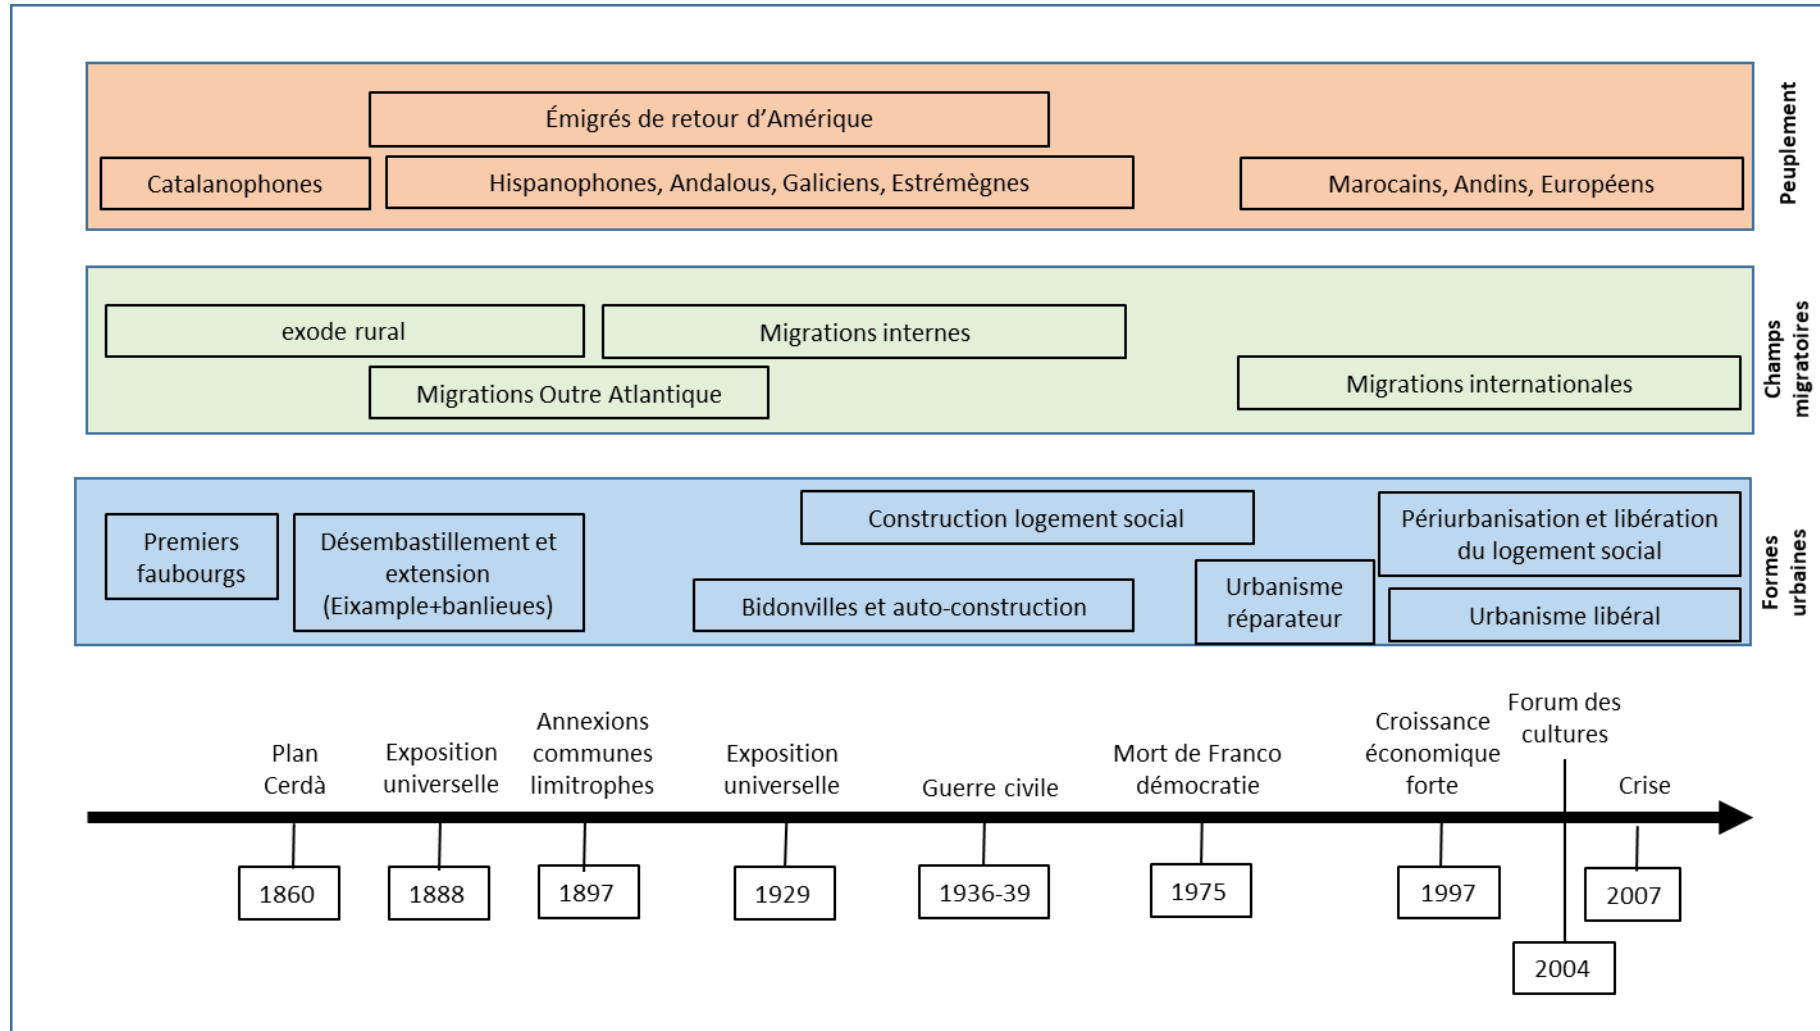 Émigrés de retour d’Amérique
Catalanophones
Hispanophones, Andalous, Galiciens, Estrémègnes
Marocains, Andins, Européens
Peuplement
exode rural
Migrations internes
Migrations Outre Atlantique
Migrations internationales
Champs
migratoires
Premiers
faubourgs
Désembastillement et
extension
(Eixample+banlieues)
Construction logement social
Bidonvilles et auto-construction
Urbanisme
réparateur
Périurbanisation et libération
du logement social
Urbanisme libéral
Formes
urbaines
Plan
Cerdà
Exposition
universelle
Annexions
communes
limitrophes
Exposition
universelle
Guerre civile
Mort de Franco
démocratie
Croissance
économique
forte
Forum des
cultures
Crise
1860
1888
1897
1929
1936-39
1975
1997
2004
2007